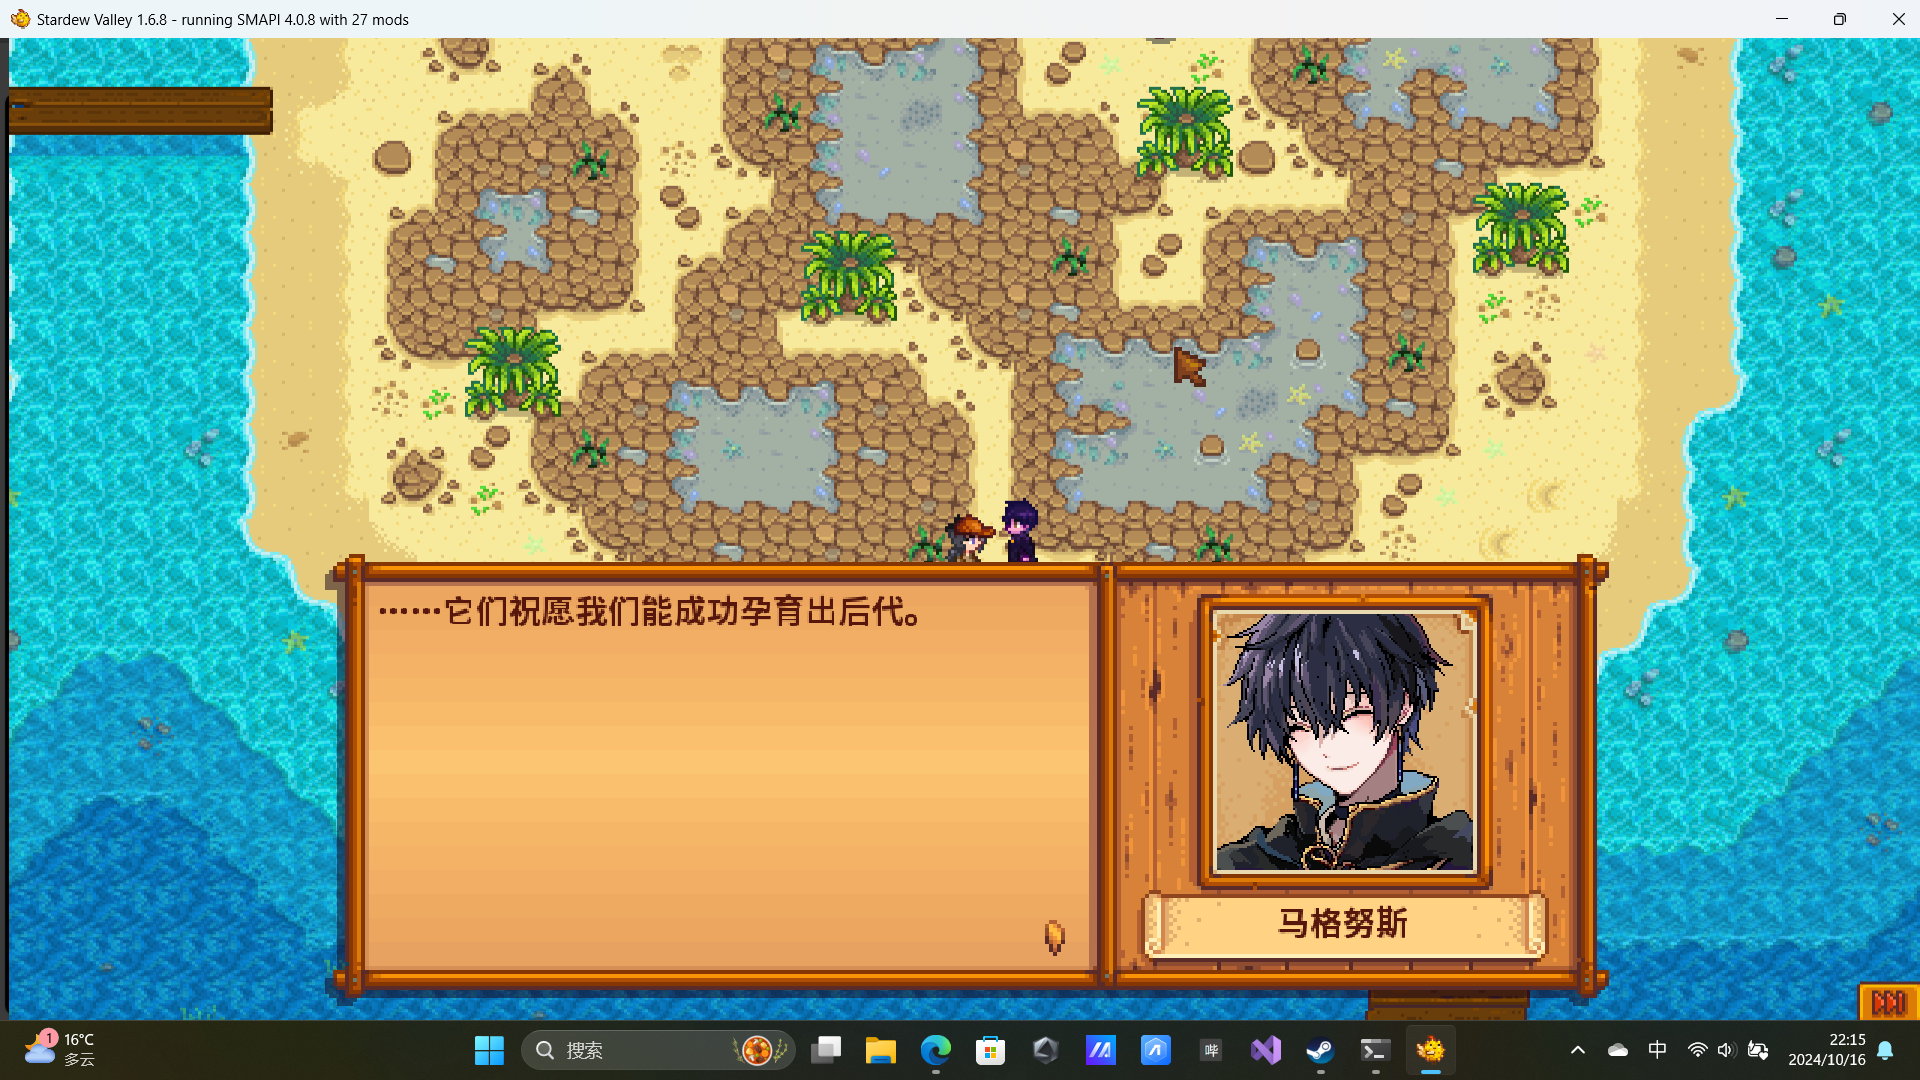 Stardew Valley 1.6.8 - running SMAPI 4.0.8 with 27 mods
……它们祝愿我们能成功孕育出后代。
马格努斯
1
16°C
多云
搜索
哔
中
22:15
2024/10/16